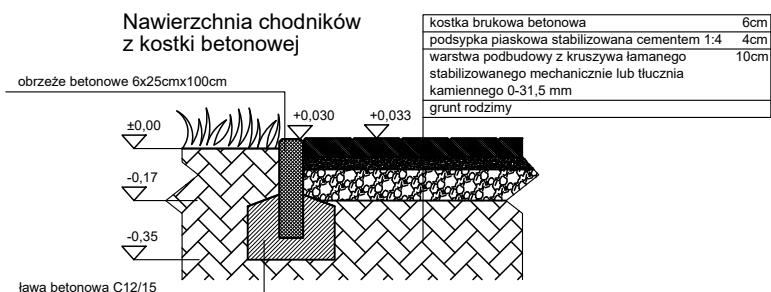 Nawierzchnia chodników
z kostki betonowej
kostka brukowa betonowa 6cm
podsypka piaskowa stabilizowana cementem 1:4 4cm
warstwa podbudowy z kruszywa łamanego 10cm
stabilizowanego mechanicznie lub tłucznia
kamiennego 0-31,5 mm
grunt rodzimy
obrzeże betonowe 6x25cmx100cm
+0,030
+0,033
±0,00
-0,17
-0,35
ława betonowa C12/15